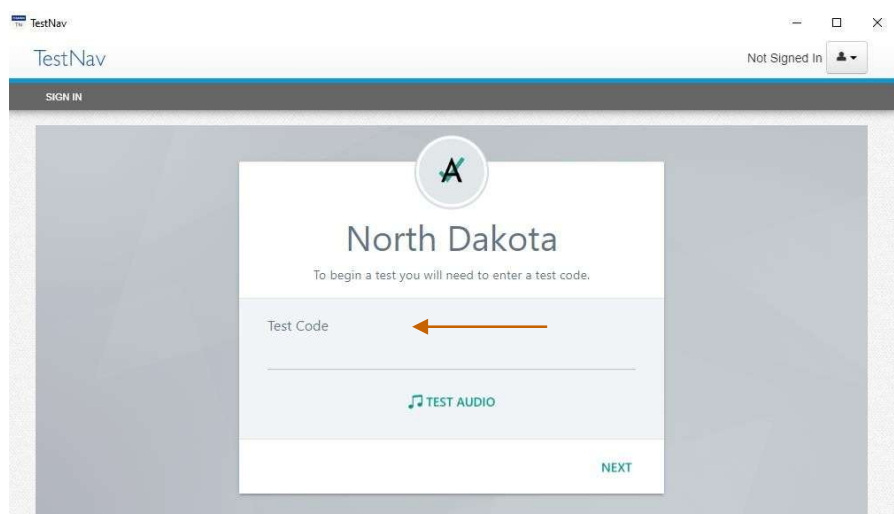 TestNav
TestNav
Not Signed In
SIGN IN
North Dakota
To begin a test you will need to enter a test code.
Test Code
TEST AUDIO
NEXT